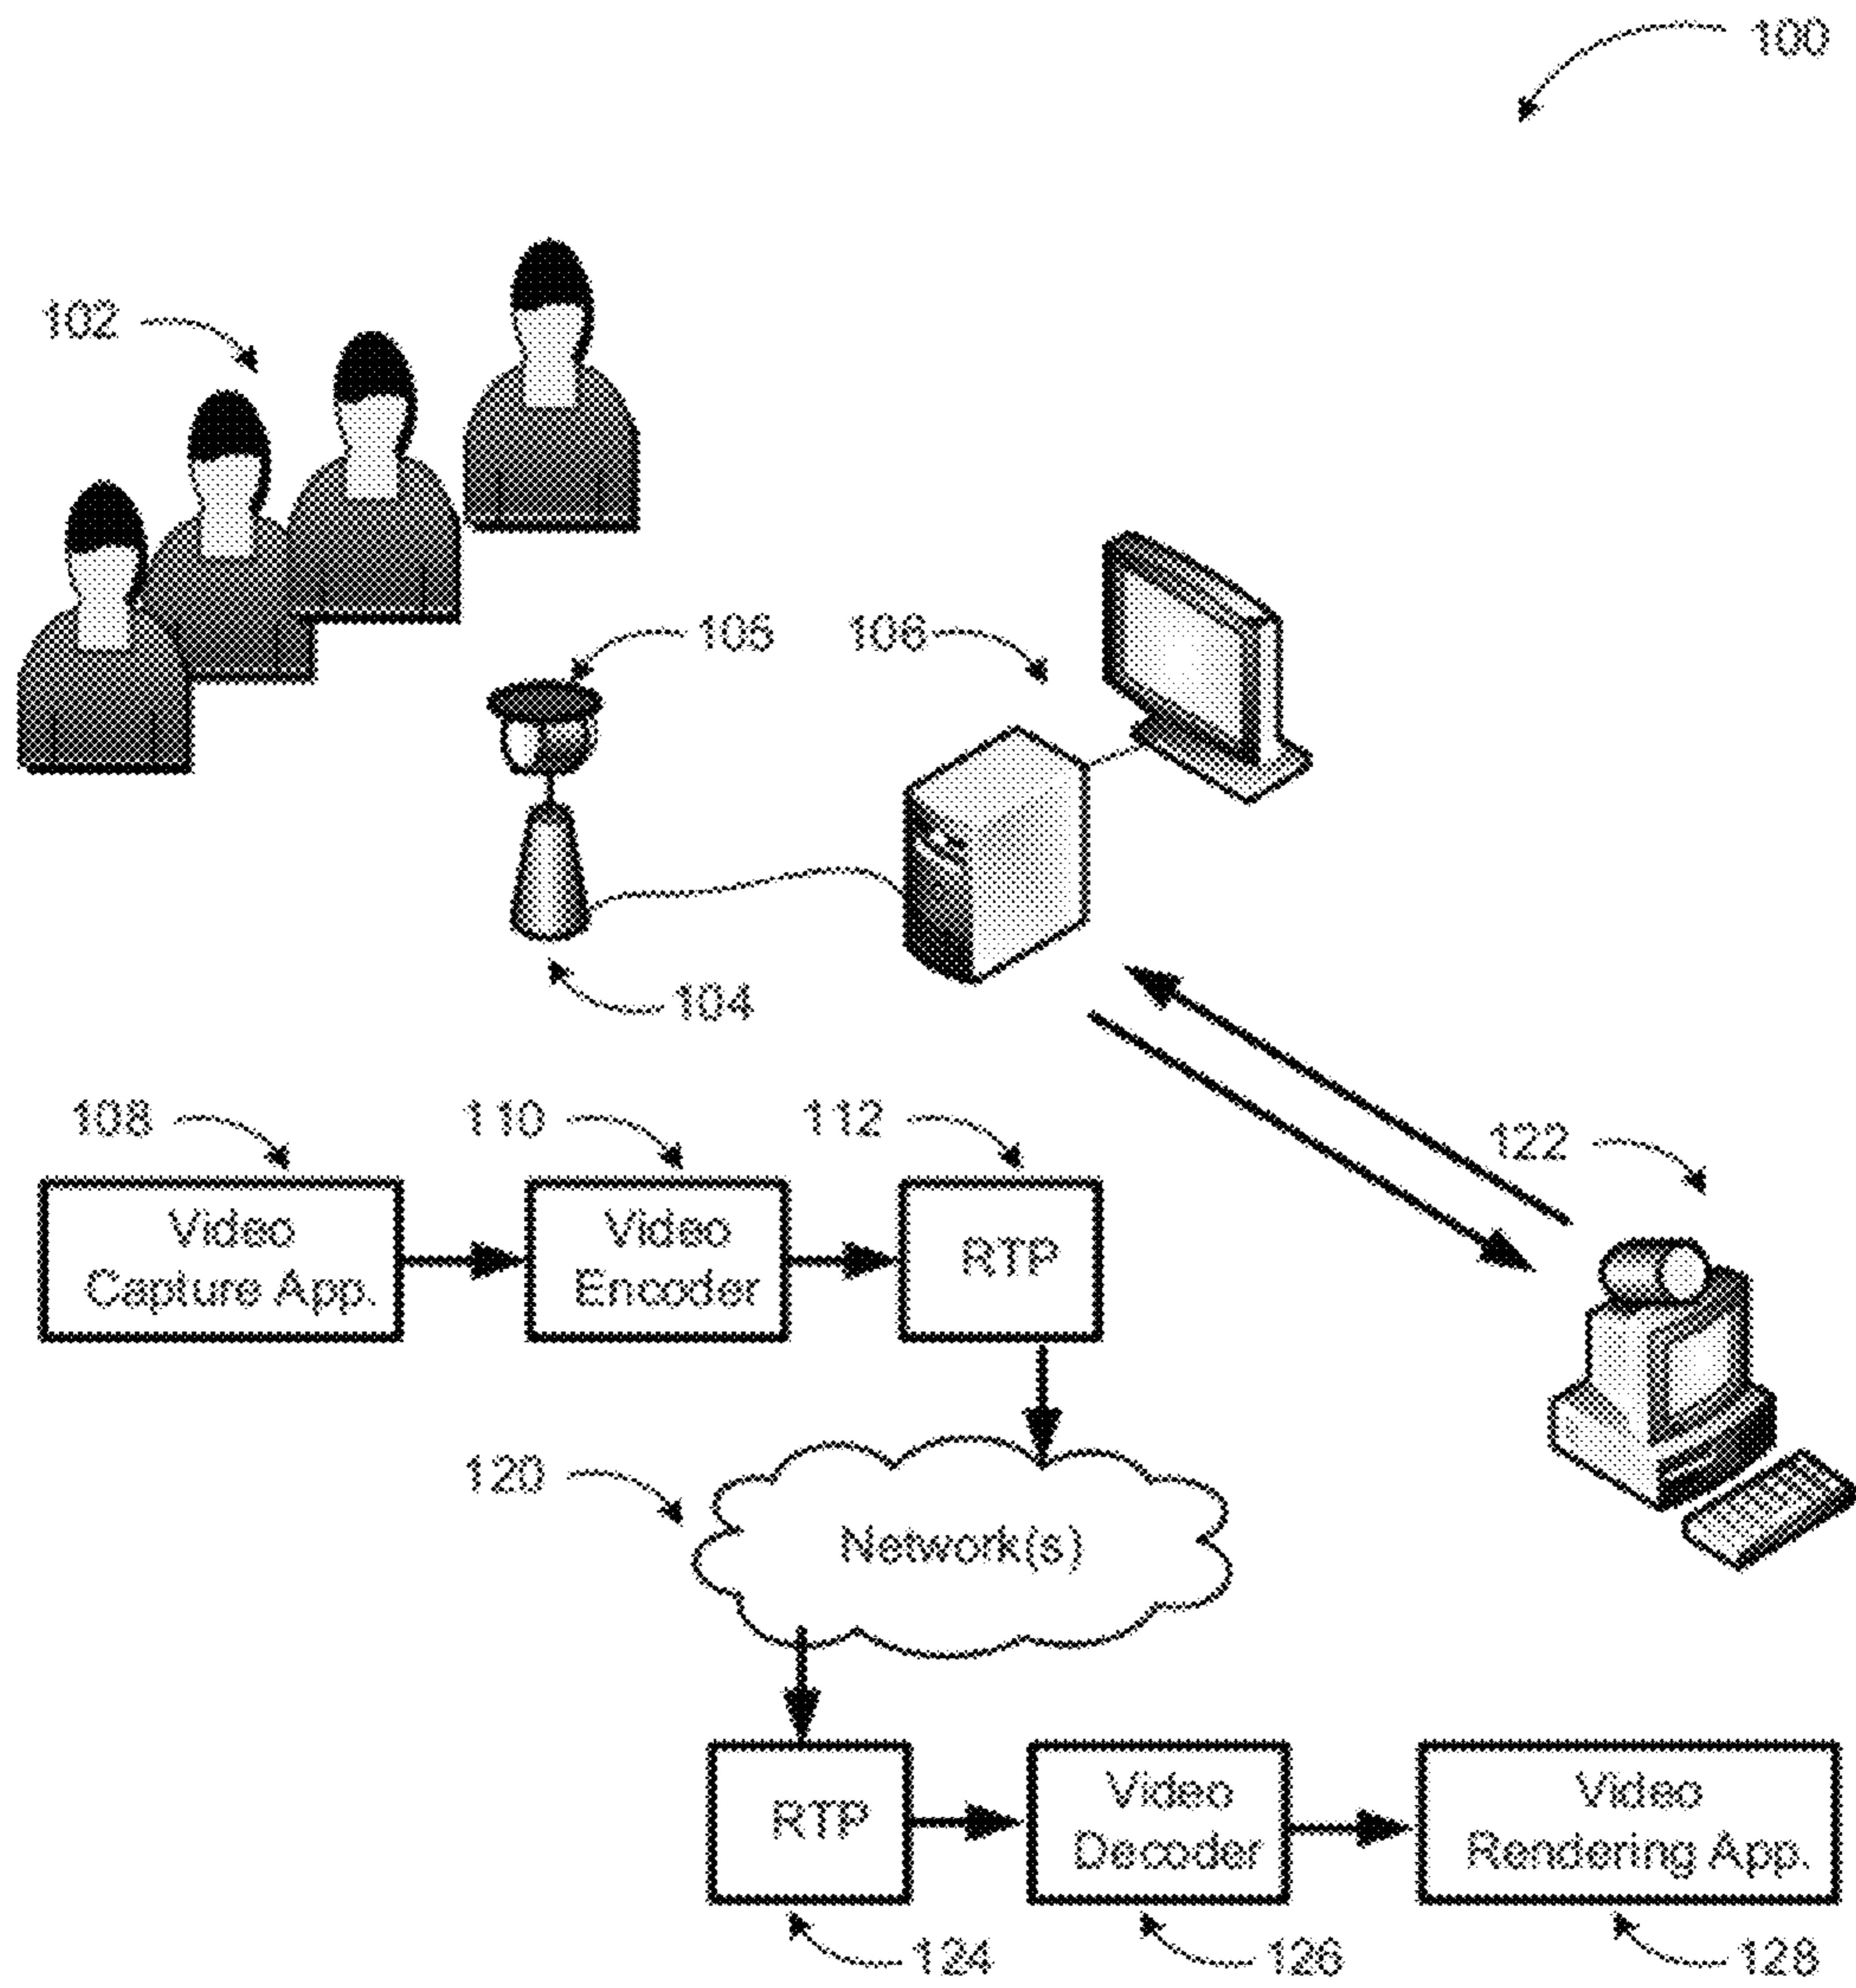 100
102
105
106
104
108
110
112
122
Video
Capture App.
Video
Encoder
RTP
120
Network(s)
RTP
Video
Decoder
Video
Rendering App.
124
126
128